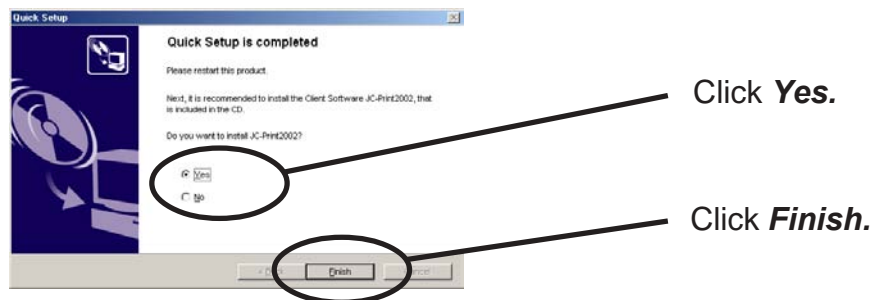 Quick Setup
Quick Setup is completed
Please restart this product.
Next, it is recommended to install the Client Software JC-Print2002, that
is included in the CD.
Do you want to install JC-Print2002?
Yes
No
Finish
Click Yes.
Click Finish.